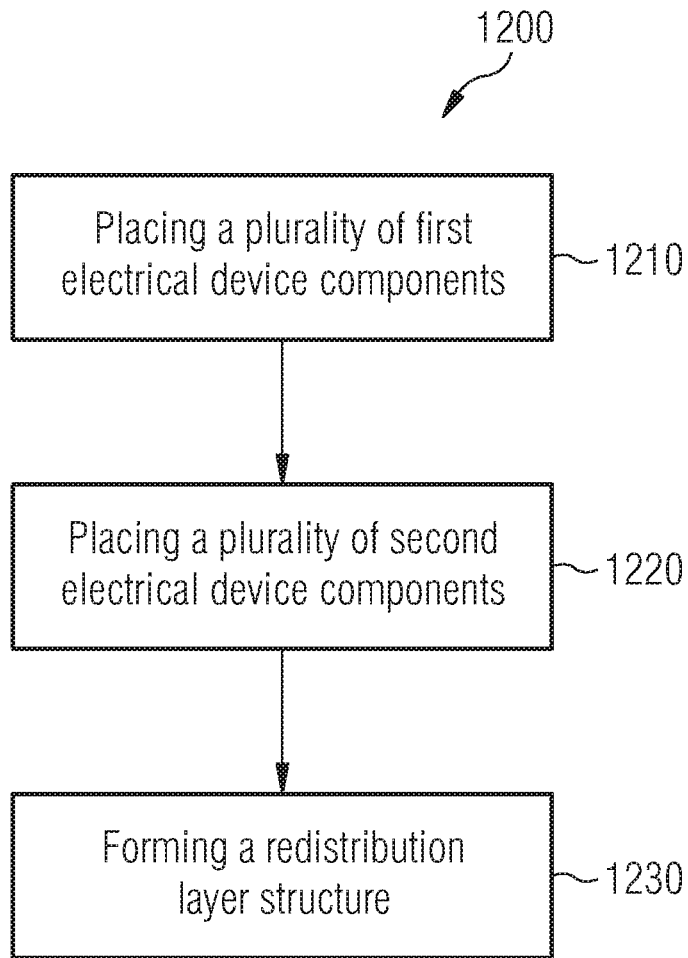 1200
Placing a plurality of first
electrical device components
1210
Placing a plurality of second
electrical device components
1220
Forming a redistribution
layer structure
1230